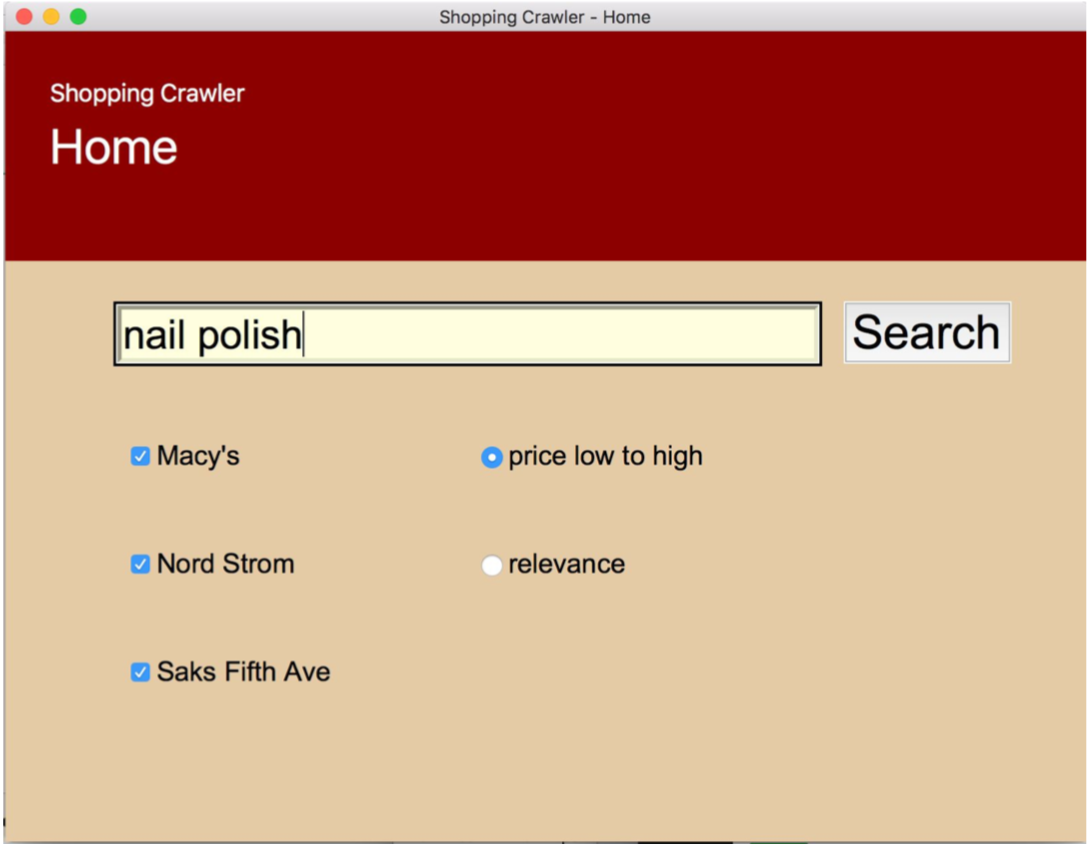 Shopping Crawler - Home
Shopping Crawler
Home
nail polish
Search
Macy's
price low to high
Nord Strom
relevance
Saks Fifth Ave